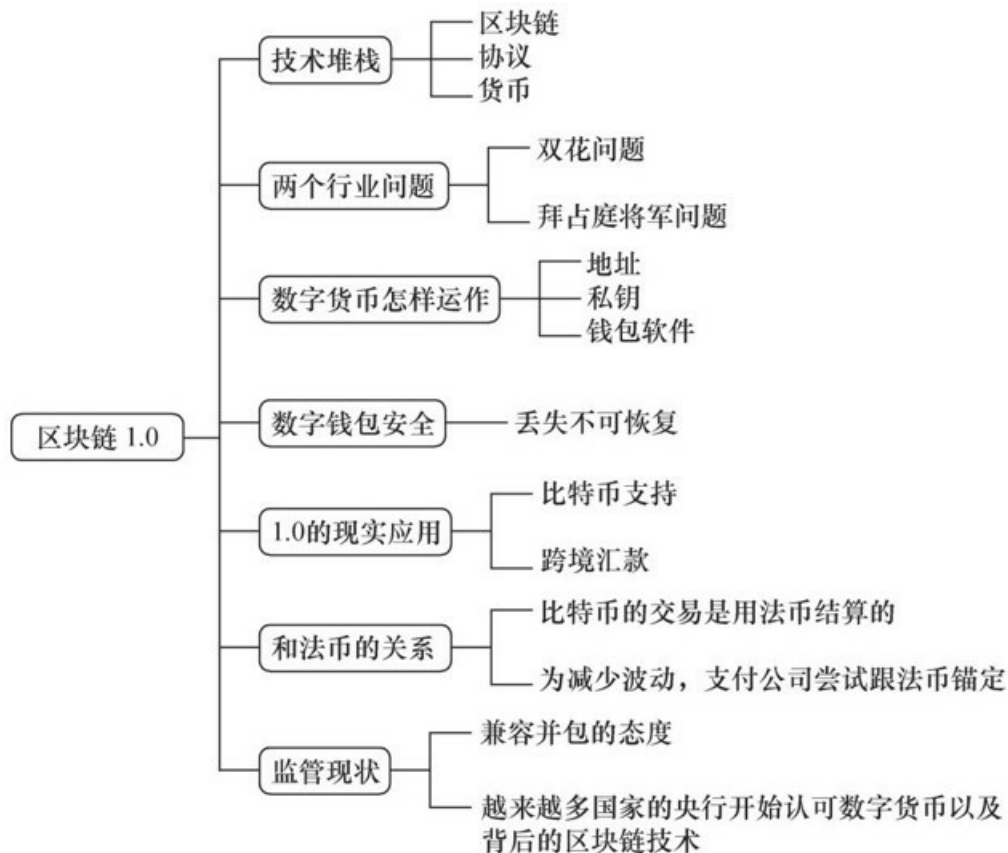 区块链 1.0
技术堆栈
区块链
协议
货币
两个行业问题
双花问题
拜占庭将军问题
数字货币怎样运作
地址
私钥
钱包软件
数字钱包安全
丢失不可恢复
1.0的现实应用
比特币支持
跨境汇款
和法币的关系
比特币的交易是用法币结算的
为减少波动，支付公司尝试跟法币锚定
监管现状
兼容并包的态度
越来越多国家的央行开始认可数字货币以及
背后的区块链技术